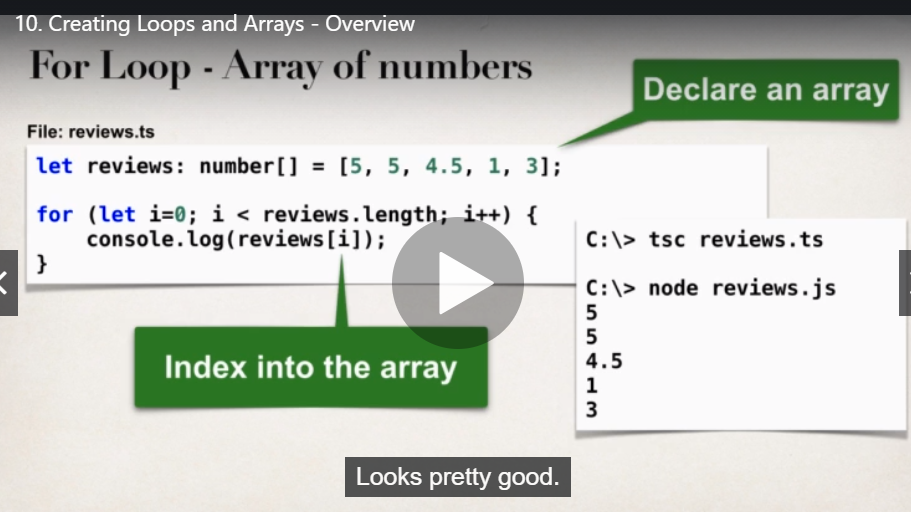 10. Creating Loops and Arrays - Overview
For Loop - Array of numbers
Declare an array
File: reviews.ts
let reviews: number[] = [5, 5, 4.5, 1, 3];
for (let i=0; i < reviews.length; i++) {
    console.log(reviews[i]);
}
Index into the array
C:\> tsc reviews.ts
C:\> node reviews.js
5
5
4.5
1
3
Looks pretty good.